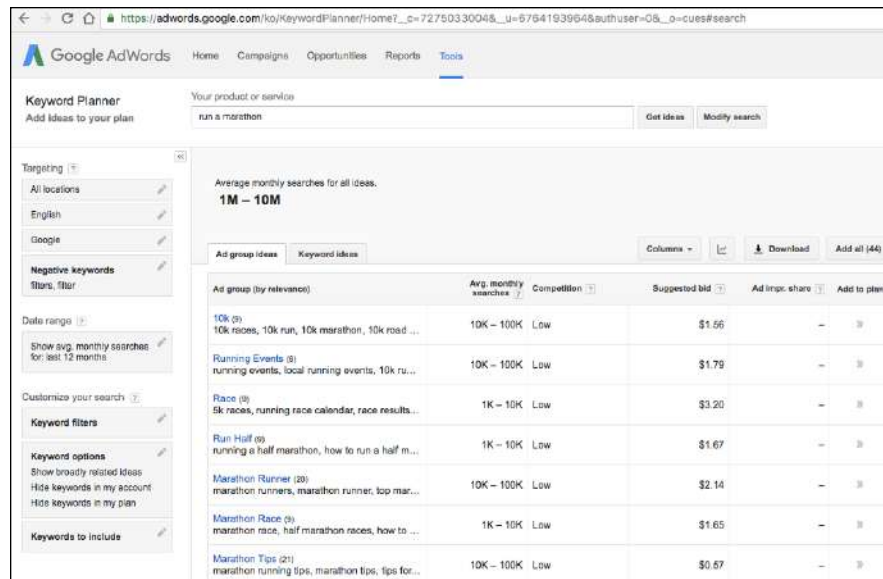 https://adwords.google.com/ko/KeywordPlanner/Home?__c=7275033004&__u=6764193964&authuser=0&__o=cues#search
Google AdWords Home Campaigns Opportunities Reports Tools
Keyword Planner
Add ideas to your plan
Your product or service
run a marathon
Get ideas Modify search
Targeting ?
All locations
English
Google
Negative keywords
filters, filter
Date range ?
Show avg. monthly searches
for: last 12 months
Customize your search ?
Keyword filters
Keyword options
Show broadly related ideas
Hide keywords in my account
Hide keywords in my plan
Keywords to include
Average monthly searches for all ideas.
1M – 10M
Ad group ideas Keyword ideas
Columns Download Add all (44)
Ad group (by relevance) Avg. monthly searches ? Competition ? Suggested bid ? Ad impr. share ? Add to plan
10k (9) 10K – 100K Low $1.56 –
10k races, 10k run, 10k marathon, 10k road ...
Running Events (8) 10K – 100K Low $1.79 –
running events, local running events, 10k ru...
Race (9) 1K – 10K Low $3.20 –
5k races, running race calendar, race results...
Run Half (9) 1K – 10K Low $1.67 –
running a half marathon, how to run a half m...
Marathon Runner (20) 10K – 100K Low $2.14 –
marathon runners, marathon runner, top mar...
Marathon Race (9) 1K – 10K Low $1.65 –
marathon race, half marathon races, how to ...
Marathon Tips (21) 10K – 100K Low $0.57 –
marathon running tips, marathon tips, tips for...